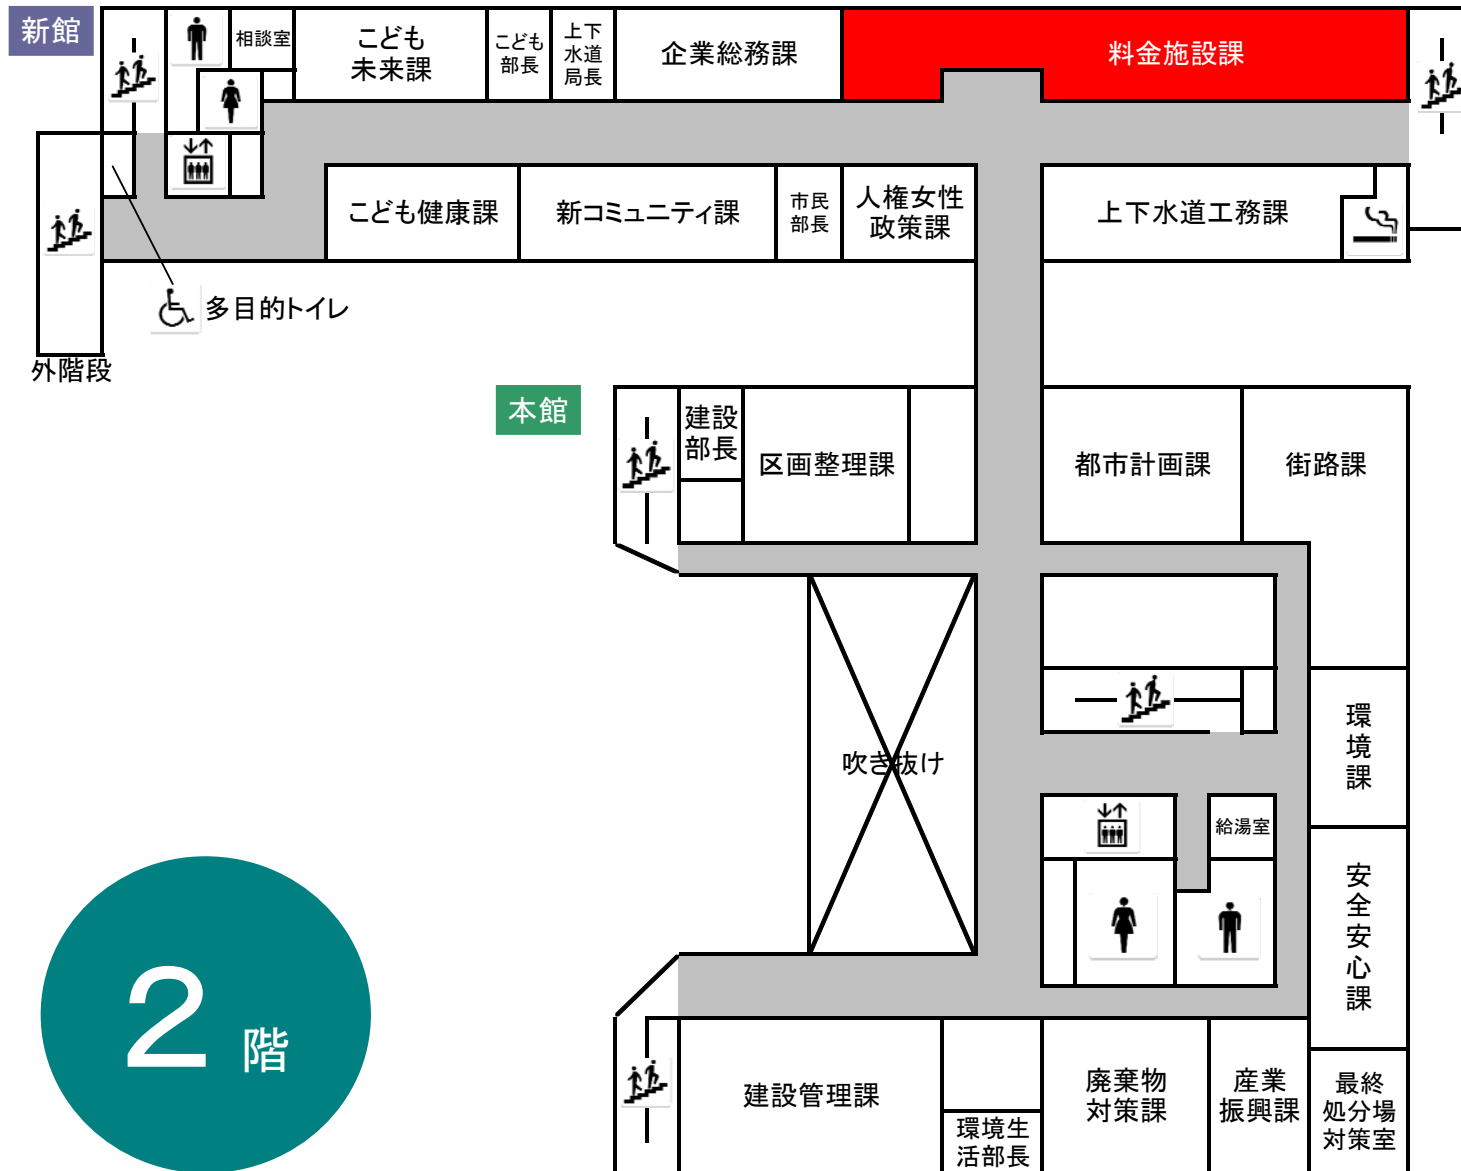 新館
相談室
こども
未来課
こども
部長
上下
水道
局長
企業総務課
料金施設課
こども健康課
新コミュニティ課
市民
部長
人権女性
政策課
上下水道工務課
多目的トイレ
外階段
本館
建設
部長
区画整理課
都市計画課
街路課
環
境
課
吹き抜け
給湯室
安
全
安
心
課
2階
建設管理課
環境生
活部長
廃棄物
対策課
産業
振興課
最終
処分場
対策室